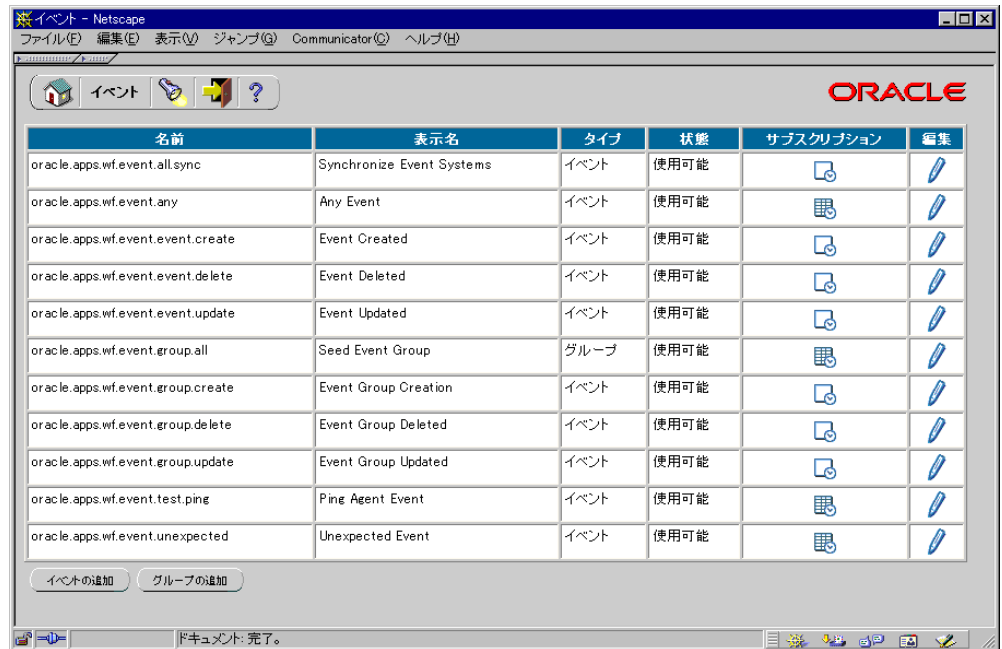 イベント - Netscape
ファイル(F) 編集(E) 表示(V) ジャンプ(G) Communicator(C) ヘルプ(H)
イベント ? ORACLE
名前 表示名 タイプ 状態 サブスクリプション 編集
oracle.apps.wf.event.all.sync Synchronize Event Systems イベント 使用可能
oracle.apps.wf.event.any Any Event イベント 使用可能
oracle.apps.wf.event.event.create Event Created イベント 使用可能
oracle.apps.wf.event.event.delete Event Deleted イベント 使用可能
oracle.apps.wf.event.event.update Event Updated イベント 使用可能
oracle.apps.wf.event.group.all Seed Event Group グループ 使用可能
oracle.apps.wf.event.group.create Event Group Creation イベント 使用可能
oracle.apps.wf.event.group.delete Event Group Deleted イベント 使用可能
oracle.apps.wf.event.group.update Event Group Updated イベント 使用可能
oracle.apps.wf.event.test.ping Ping Agent Event イベント 使用可能
oracle.apps.wf.event.unexpected Unexpected Event イベント 使用可能
イベントの追加 グループの追加
ドキュメント: 完了。